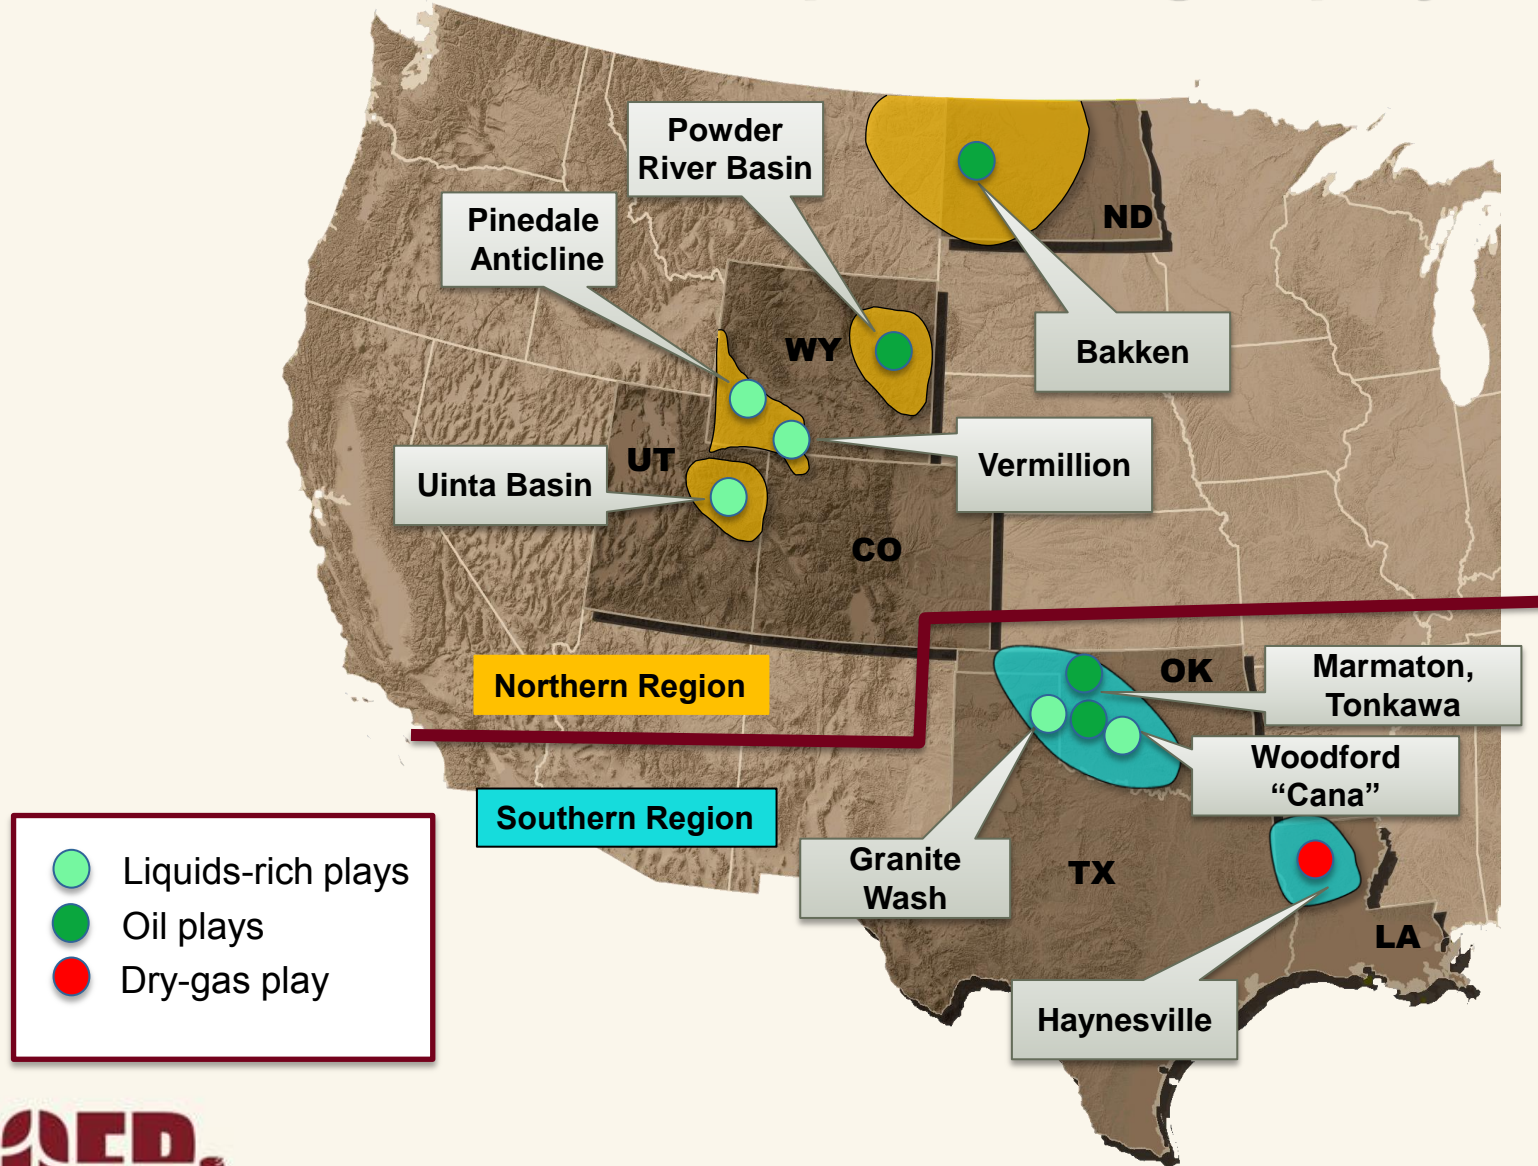 Powder
River Basin
Pinedale
Anticline
ND
WY
Bakken
UT
Vermillion
Uinta Basin
CO
Northern Region
OK
Marmaton,
Tonkawa
Woodford
“Cana”
Southern Region
Granite
Wash
TX
Liquids-rich plays
Oil plays
Dry-gas play
LA
Haynesville